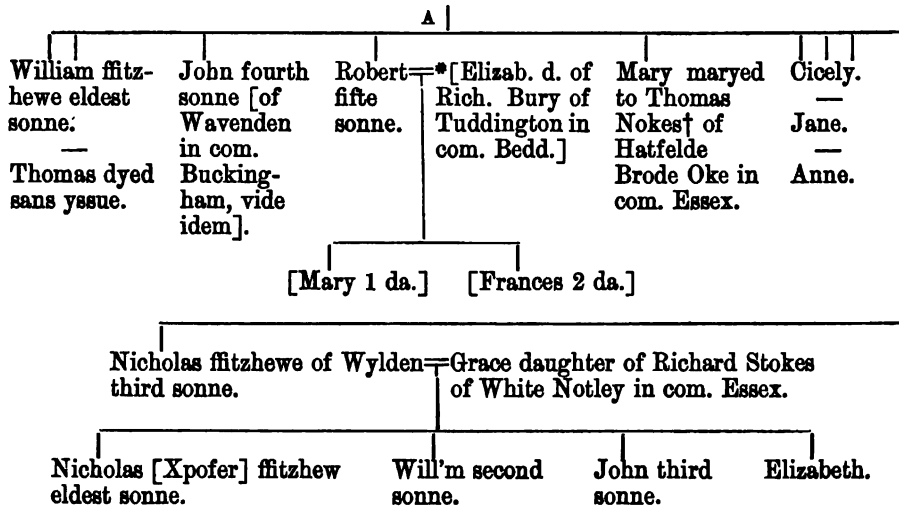 A
William ffitz-
hewe eldest
sonne.
—
Thomas dyed
sans yssue.
John fourth
sonne [of
Wavenden
in com.
Bucking-
ham, vide
idem].
Robert
fifte
sonne.
*[Elizab. d. of
Rich. Bury of
Tuddington in
com. Bedd.]
Mary maryed
to Thomas
Nokes† of
Hatfelde
Brode Oke in
com. Essex.
Cicely.
—
Jane.
—
Anne.
[Mary 1 da.]
[Frances 2 da.]
Nicholas ffitzhewe of Wylden
third sonne.
Grace daughter of Richard Stokes
of White Notley in com. Essex.
Nicholas [Xpofer] ffitzhew
eldest sonne.
Will'm second
sonne.
John third
sonne.
Elizabeth.